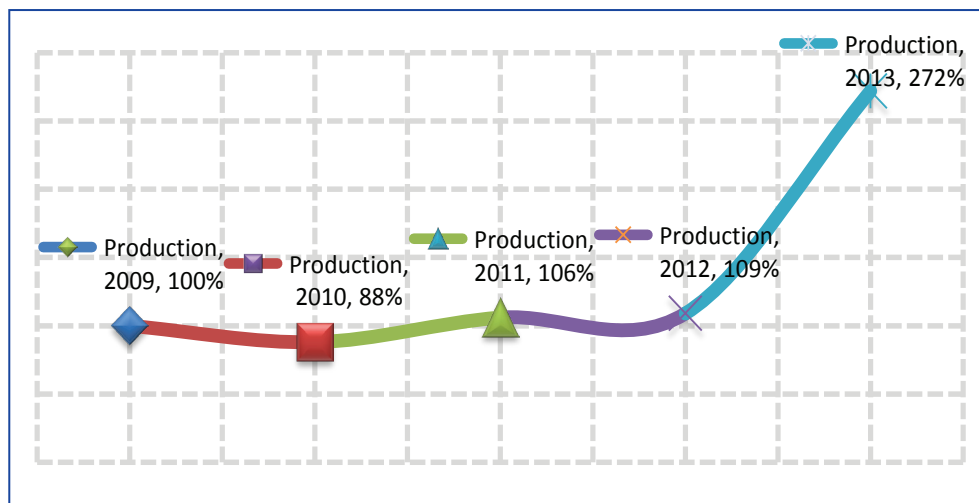 Production,
2009, 100%
Production,
2010, 88%
Production,
2011, 106%
Production,
2012, 109%
Production,
2013, 272%